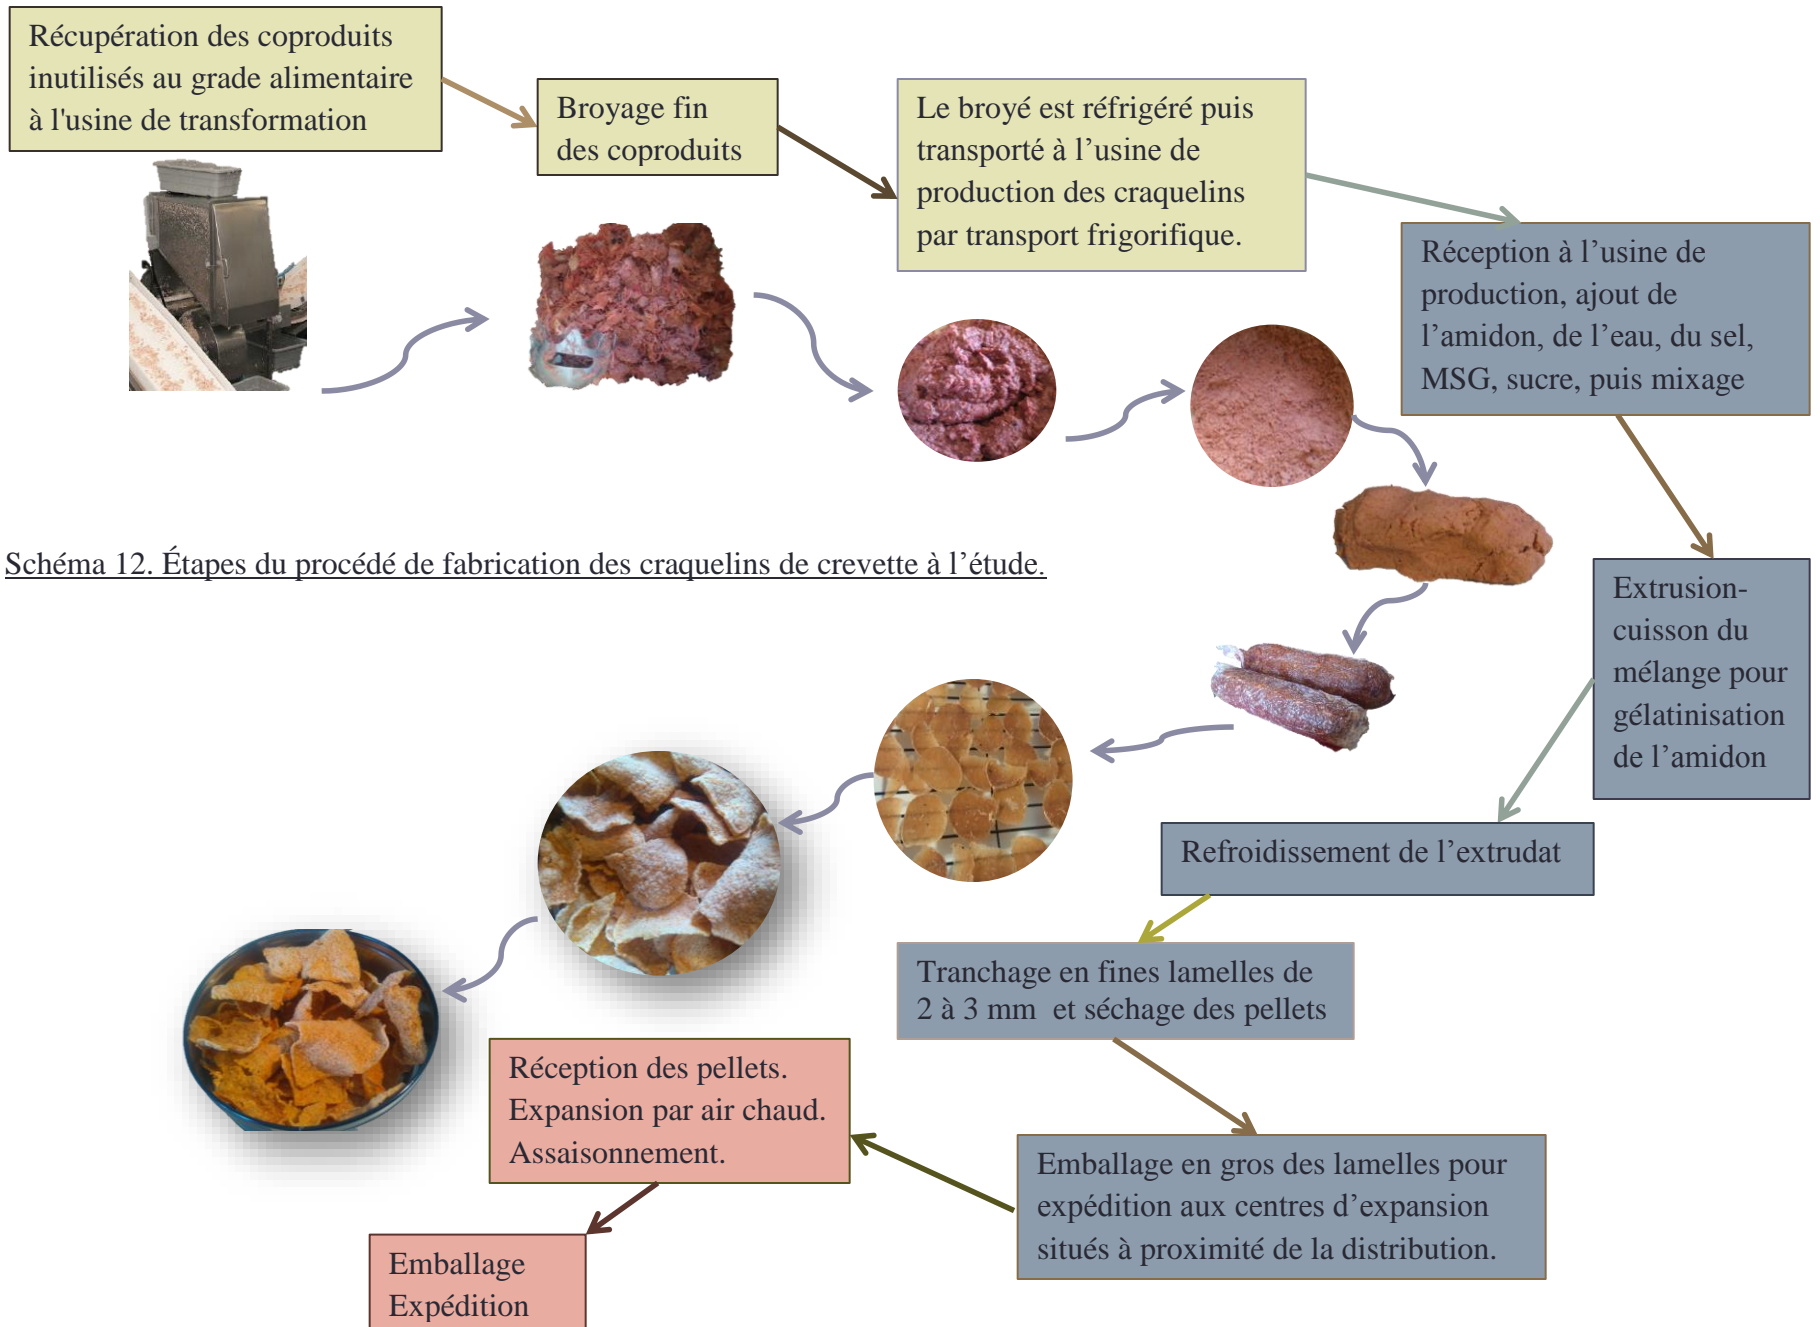 Récupération des coproduits
inutilisés au grade alimentaire
à l'usine de transformation
Broyage fin
des coproduits
Le broyé est réfrigéré puis
transporté à l’usine de
production des craquelins
par transport frigorifique.
Réception à l’usine de
production, ajout de
l’amidon, de l’eau, du sel,
MSG, sucre, puis mixage
Schéma 12. Étapes du procédé de fabrication des craquelins de crevette à l’étude.
Extrusion-
cuisson du
mélange pour
gélatinisation
de l’amidon
Refroidissement de l’extrudat
Tranchage en fines lamelles de
2 à 3 mm et séchage des pellets
Emballage en gros des lamelles pour
expédition aux centres d’expansion
situés à proximité de la distribution.
Réception des pellets.
Expansion par air chaud.
Assaisonnement.
Emballage
Expédition